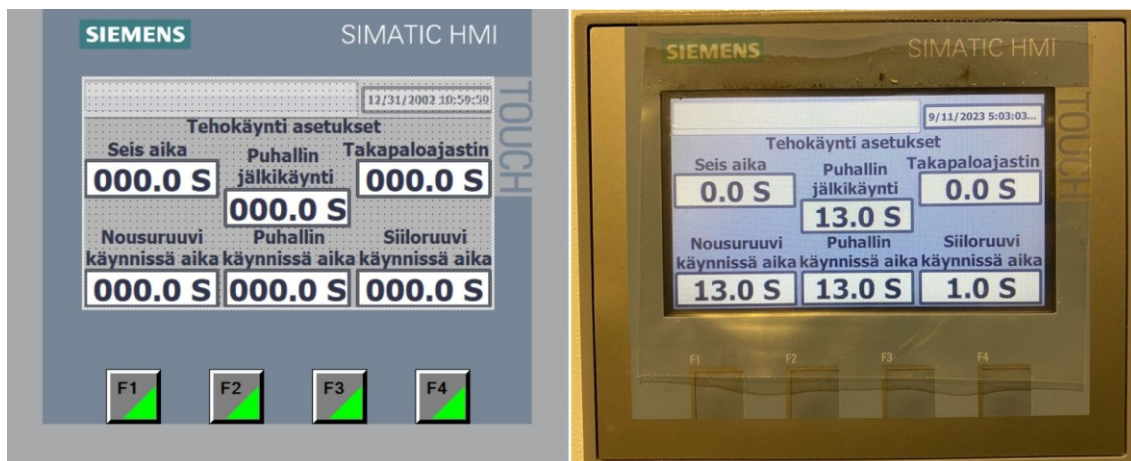 SIEMENS
SIMATIC HMI
TOUCH
12/31/2002 10:59:59
Tehokäynti asetukset
Seis aika
Puhallin
jälkikäynti
Takapaloajastin
000.0 S
000.0 S
000.0 S
Nousuruuvi
käynnissä aika
Puhallin
käynnissä aika
Siiloruuvi
käynnissä aika
000.0 S
000.0 S
000.0 S
F1
F2
F3
F4
SIEMENS
SIMATIC HMI
TOUCH
9/11/2023 5:03:03...
Tehokäynti asetukset
Seis aika
Puhallin
jälkikäynti
Takapaloajastin
0.0 S
13.0 S
0.0 S
Nousuruuvi
käynnissä aika
Puhallin
käynnissä aika
Siiloruuvi
käynnissä aika
13.0 S
13.0 S
1.0 S
F1
F2
F3
F4